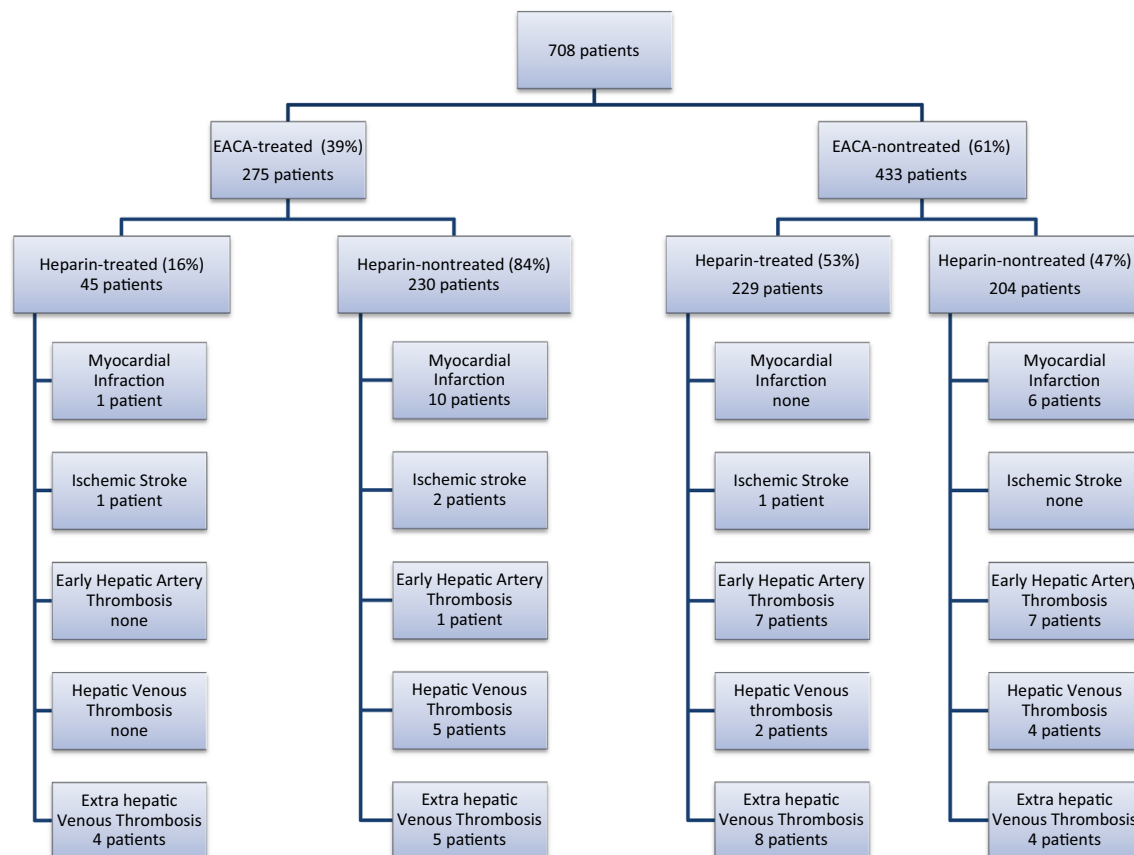 708 patients
EACA-treated (39%)
275 patients
EACA-nontreated (61%)
433 patients
Heparin-treated (16%)
45 patients
Heparin-nontreated (84%)
230 patients
Heparin-treated (53%)
229 patients
Heparin-nontreated (47%)
204 patients
Myocardial
Infraction
1 patient
Ischemic Stroke
1 patient
Early Hepatic Artery
Thrombosis
none
Hepatic Venous
Thrombosis
none
Extra hepatic
Venous Thrombosis
4 patients
Myocardial
Infarction
10 patients
Ischemic stroke
2 patients
Early Hepatic Artery
Thrombosis
1 patient
Hepatic Venous
Thrombosis
5 patients
Extra hepatic
Venous Thrombosis
5 patients
Myocardial
Infarction
none
Ischemic Stroke
1 patient
Early Hepatic Artery
Thrombosis
7 patients
Hepatic Venous
thrombosis
2 patients
Extra hepatic
Venous Thrombosis
8 patients
Myocardial
Infarction
6 patients
Ischemic Stroke
none
Early Hepatic Artery
Thrombosis
7 patients
Hepatic Venous
Thrombosis
4 patients
Extra hepatic
Venous Thrombosis
4 patients